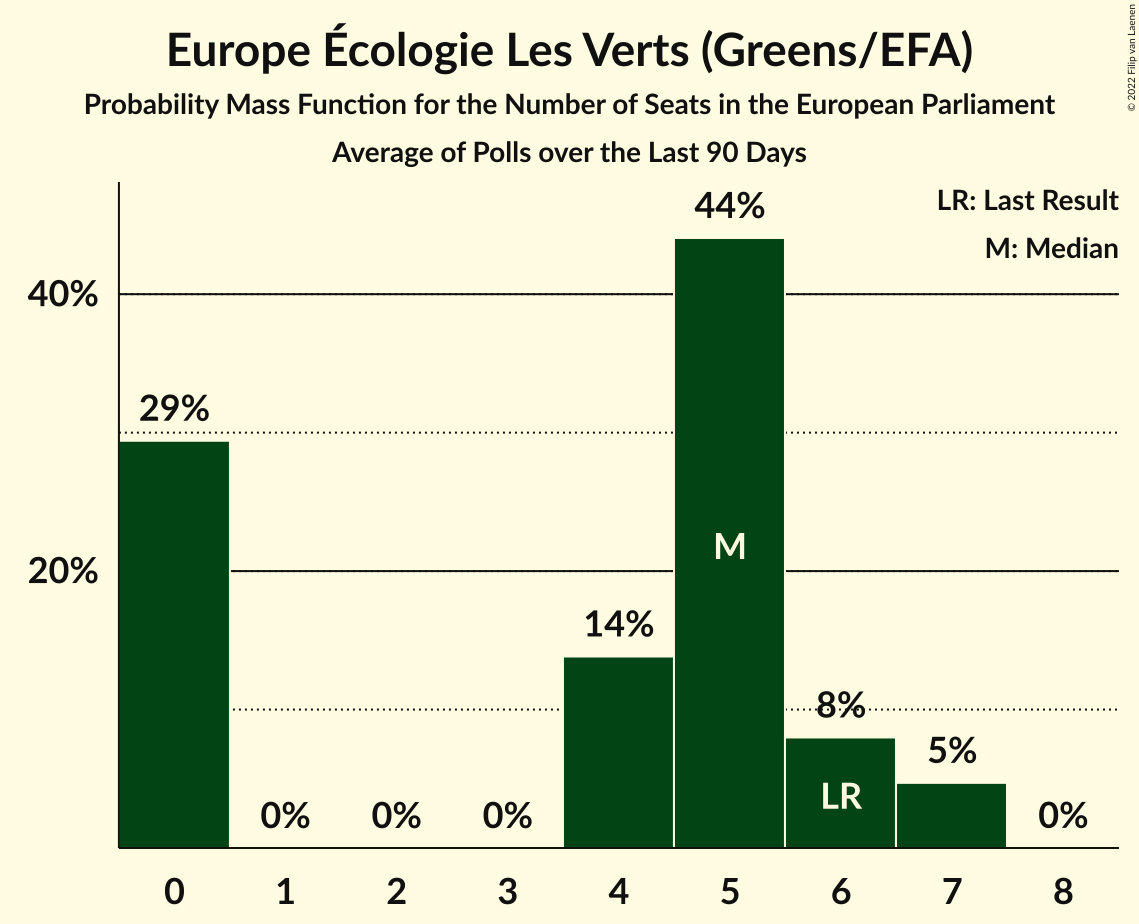 Europe Écologie Les Verts (Greens/EFA)
Probability Mass Function for the Number of Seats in the European Parliament
Average of Polls over the Last 90 Days
© 2022 Filip van Laenen
LR: Last Result
M: Median
44%
40%
29%
M
20%
14%
8%
5%
LR
0% 0% 0% 0%
0 1 2 3 4 5 6 7 8